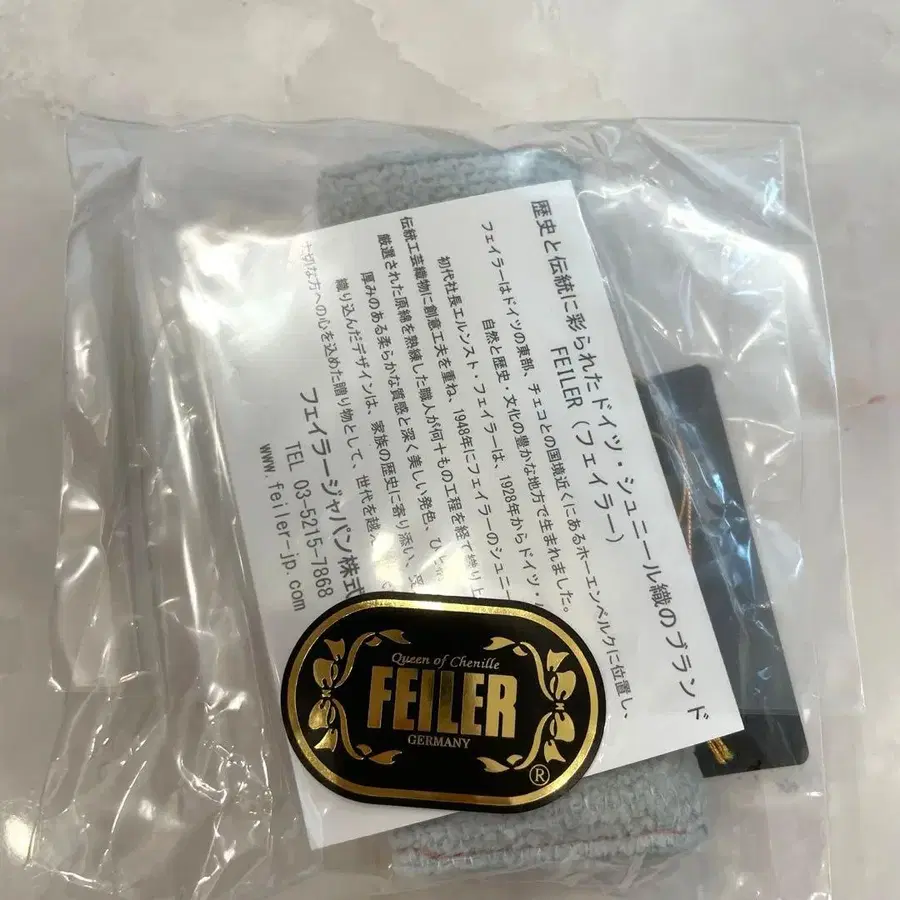 歴史と伝統に彩られたドイツ・シュニール織のブランド
FEILER（フェイラー）
フェイラーはドイツの東部、チェコとの国境近くにあるホーエンベルクに位置し、
自然と歴史・文化の豊かな地方で生まれました。
初代社長エルンスト・フェイラーは、1928年からドイツ・
伝統工芸織物に創意工夫を重ね、1948年にフェイラーのシュニー
厳選された原綿を熟練した職人が何十もの工程を経て織り上
厚みのある柔らかな質感と深く美しい発色、ひと
織り込んだデザインは、家族の歴史に寄り添い、受
大切な方への心を込めた贈り物として、世代を越え
フェイラージャパン株式
TEL 03-5215-7868
www.feiler-jp.com
Queen of Chenille
FEILER
GERMANY
®